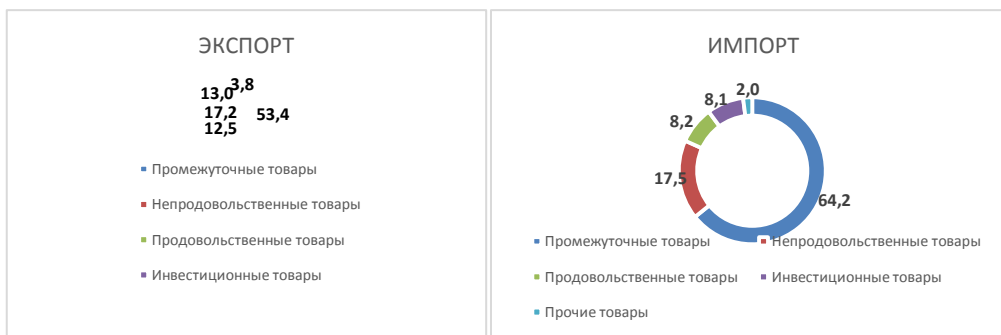 ЭКСПОРТ
3,8
13,0
17,2
53,4
12,5
Промежуточные товары
Непродовольственные товары
Продовольственные товары
Инвестиционные товары
ИМПОРТ
2,0
8,1
8,2
17,5
64,2
Промежуточные товары
Непродовольственные товары
Продовольственные товары
Инвестиционные товары
Прочие товары